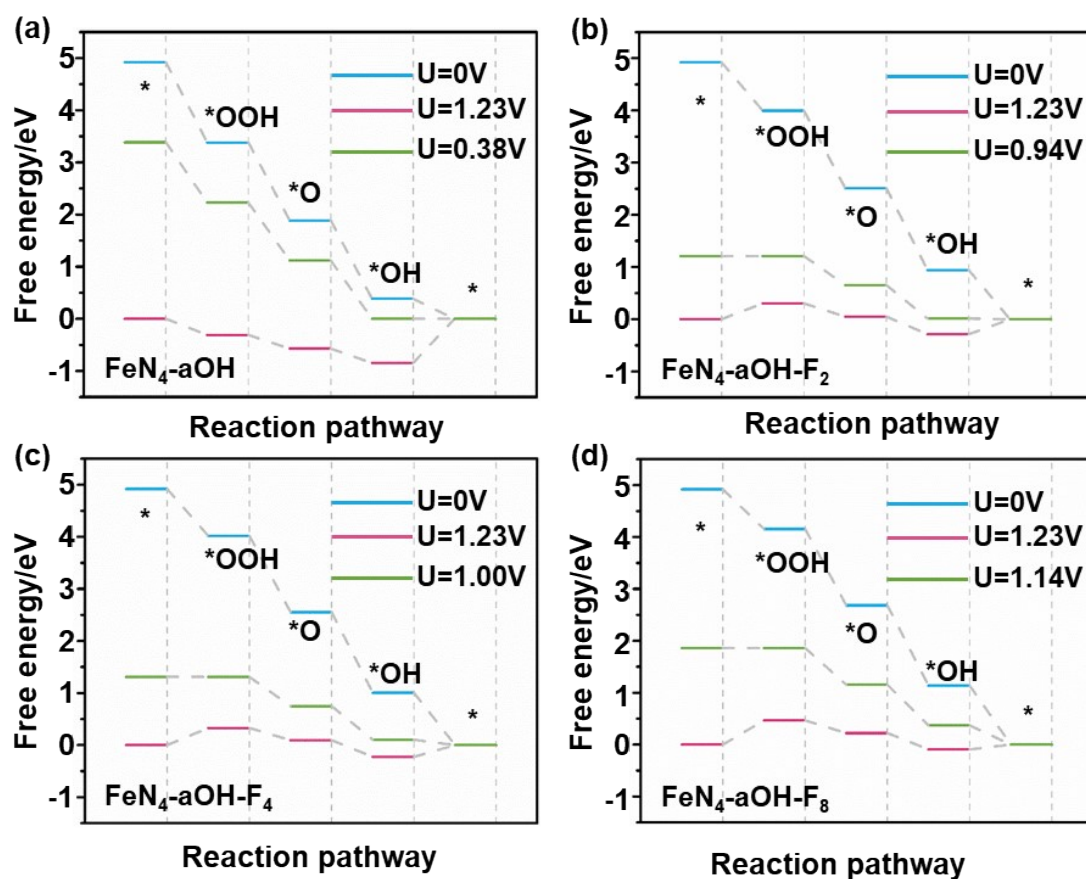 (a)
5
4
3
2
1
0
-1
Free energy/eV
*
*OOH
*O
*OH
*
U=0V
U=1.23V
U=0.38V
FeN₄-aOH
Reaction pathway
(b)
5
4
3
2
1
0
-1
Free energy/eV
*
*OOH
*O
*OH
*
U=0V
U=1.23V
U=0.94V
FeN₄-aOH-F₂
Reaction pathway
(c)
5
4
3
2
1
0
-1
Free energy/eV
*
*OOH
*O
*OH
*
U=0V
U=1.23V
U=1.00V
FeN₄-aOH-F₄
Reaction pathway
(d)
5
4
3
2
1
0
-1
Free energy/eV
*
*OOH
*O
*OH
*
U=0V
U=1.23V
U=1.14V
FeN₄-aOH-F₈
Reaction pathway